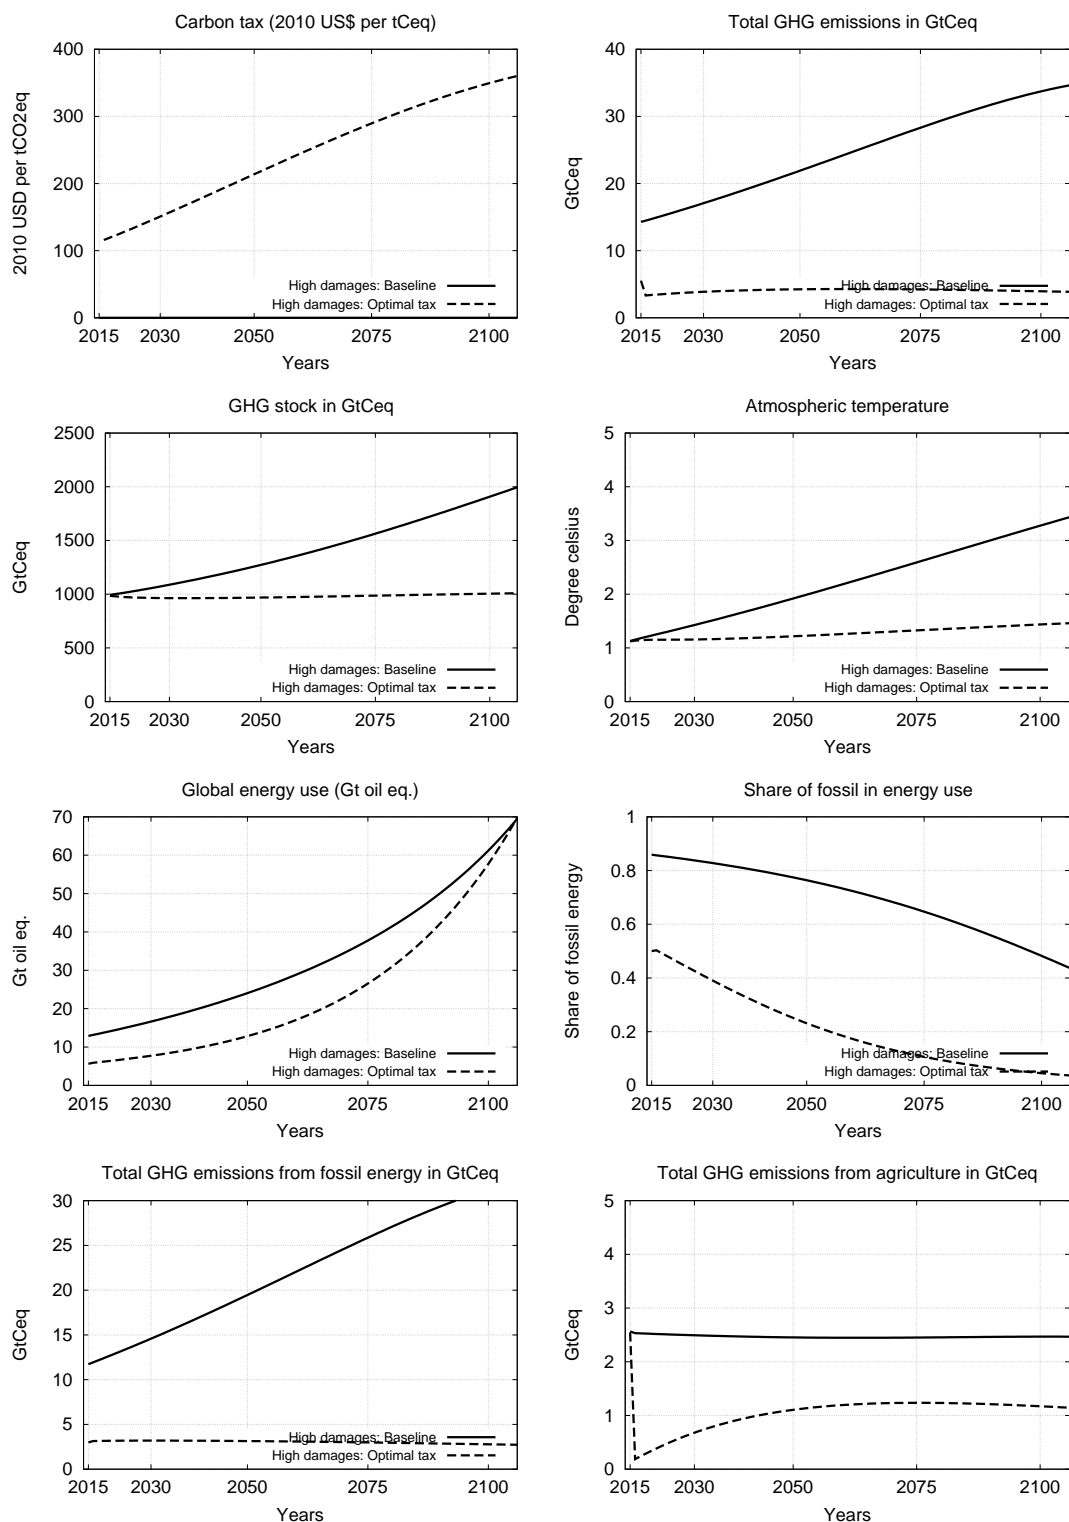 Carbon tax (2010 US$ per tCeq)
2010 USD per tCO2eq
400
300
200
100
0
High damages: Baseline
High damages: Optimal tax
2015 2030 2050 2075 2100
Years
Total GHG emissions in GtCeq
GtCeq
40
30
20
10
0
High damages: Baseline
High damages: Optimal tax
2015 2030 2050 2075 2100
Years
GHG stock in GtCeq
GtCeq
2500
2000
1500
1000
500
0
High damages: Baseline
High damages: Optimal tax
2015 2030 2050 2075 2100
Years
Atmospheric temperature
Degree celsius
5
4
3
2
1
0
High damages: Baseline
High damages: Optimal tax
2015 2030 2050 2075 2100
Years
Global energy use (Gt oil eq.)
Gt oil eq.
70
60
50
40
30
20
10
0
High damages: Baseline
High damages: Optimal tax
2015 2030 2050 2075 2100
Years
Share of fossil in energy use
Share of fossil energy
1
0.8
0.6
0.4
0.2
0
High damages: Baseline
High damages: Optimal tax
2015 2030 2050 2075 2100
Years
Total GHG emissions from fossil energy in GtCeq
GtCeq
30
25
20
15
10
5
0
High damages: Baseline
High damages: Optimal tax
2015 2030 2050 2075 2100
Years
Total GHG emissions from agriculture in GtCeq
GtCeq
5
4
3
2
1
0
High damages: Baseline
High damages: Optimal tax
2015 2030 2050 2075 2100
Years